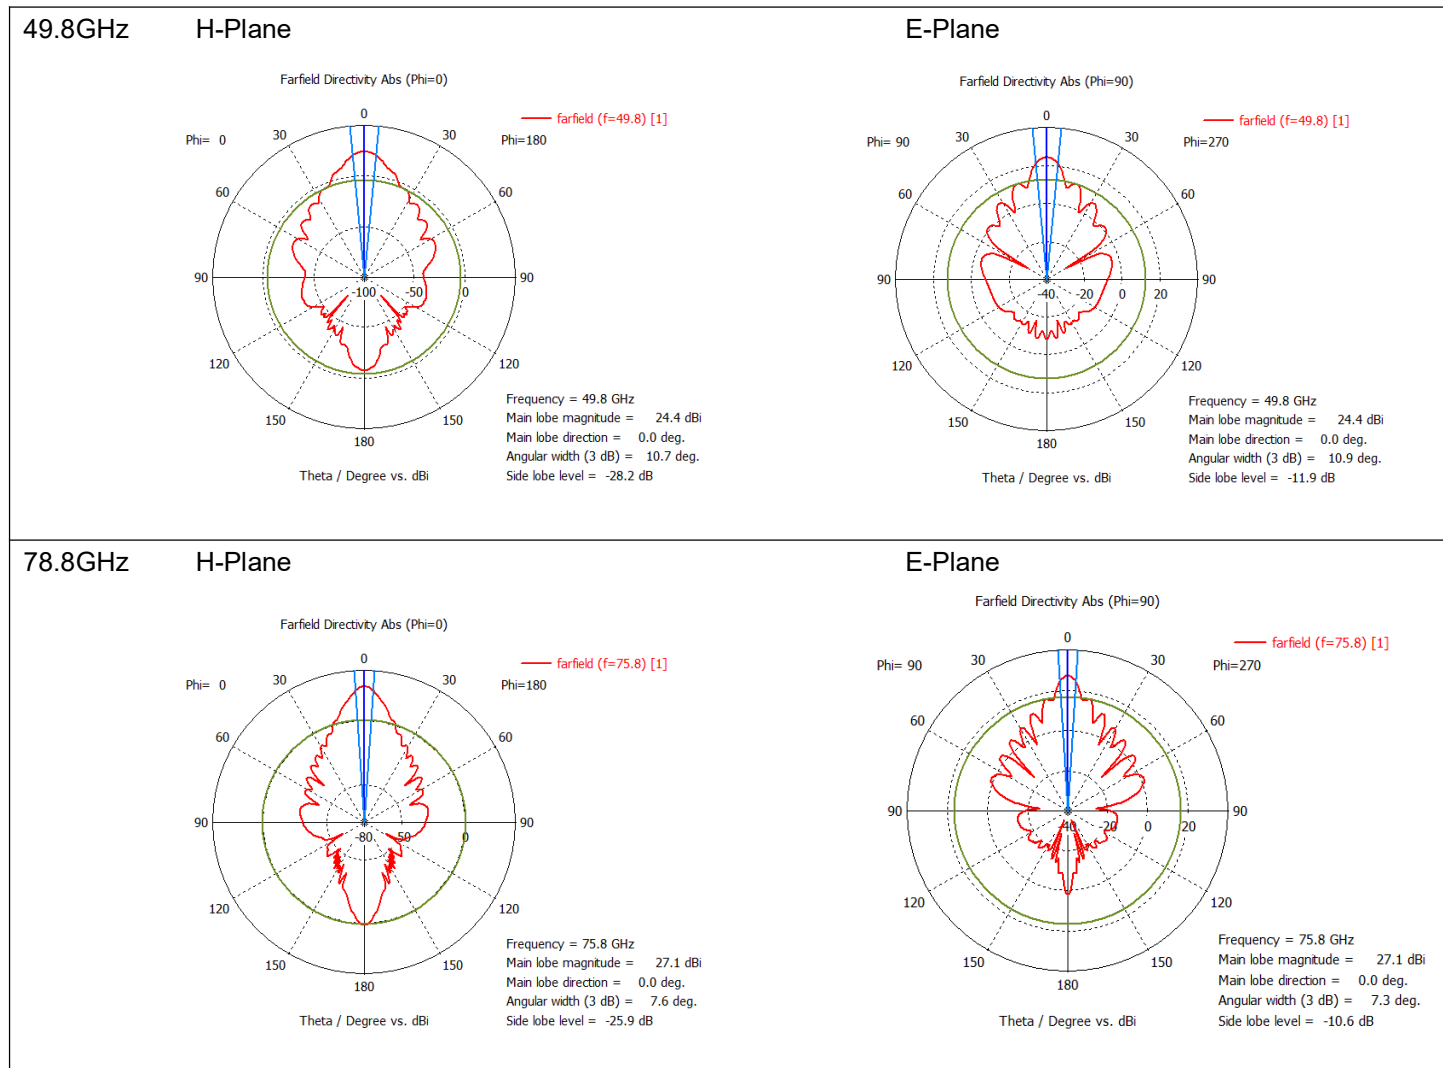 49.8GHz H-Plane E-Plane
Farfield Directivity Abs (Phi=0)
farfield (f=49.8) [1]
Phi= 0
Phi=180
0
30
30
60
60
90
90
-100 -50 0
120
120
150
150
180
Theta / Degree vs. dBi
Frequency = 49.8 GHz
Main lobe magnitude = 24.4 dBi
Main lobe direction = 0.0 deg.
Angular width (3 dB) = 10.7 deg.
Side lobe level = -28.2 dB
Farfield Directivity Abs (Phi=90)
farfield (f=49.8) [1]
Phi= 90
Phi=270
0
30
30
60
60
90
90
-40 -20 0 20
120
120
150
150
180
Theta / Degree vs. dBi
Frequency = 49.8 GHz
Main lobe magnitude = 24.4 dBi
Main lobe direction = 0.0 deg.
Angular width (3 dB) = 10.9 deg.
Side lobe level = -11.9 dB
78.8GHz H-Plane E-Plane
Farfield Directivity Abs (Phi=0)
farfield (f=75.8) [1]
Phi= 0
Phi=180
0
30
30
60
60
90
90
-80 -50 0
120
120
150
150
180
Theta / Degree vs. dBi
Frequency = 75.8 GHz
Main lobe magnitude = 27.1 dBi
Main lobe direction = 0.0 deg.
Angular width (3 dB) = 7.6 deg.
Side lobe level = -25.9 dB
Farfield Directivity Abs (Phi=90)
farfield (f=75.8) [1]
Phi= 90
Phi=270
0
30
30
60
60
90
90
-40 -20 0 20
120
120
150
150
180
Theta / Degree vs. dBi
Frequency = 75.8 GHz
Main lobe magnitude = 27.1 dBi
Main lobe direction = 0.0 deg.
Angular width (3 dB) = 7.3 deg.
Side lobe level = -10.6 dB